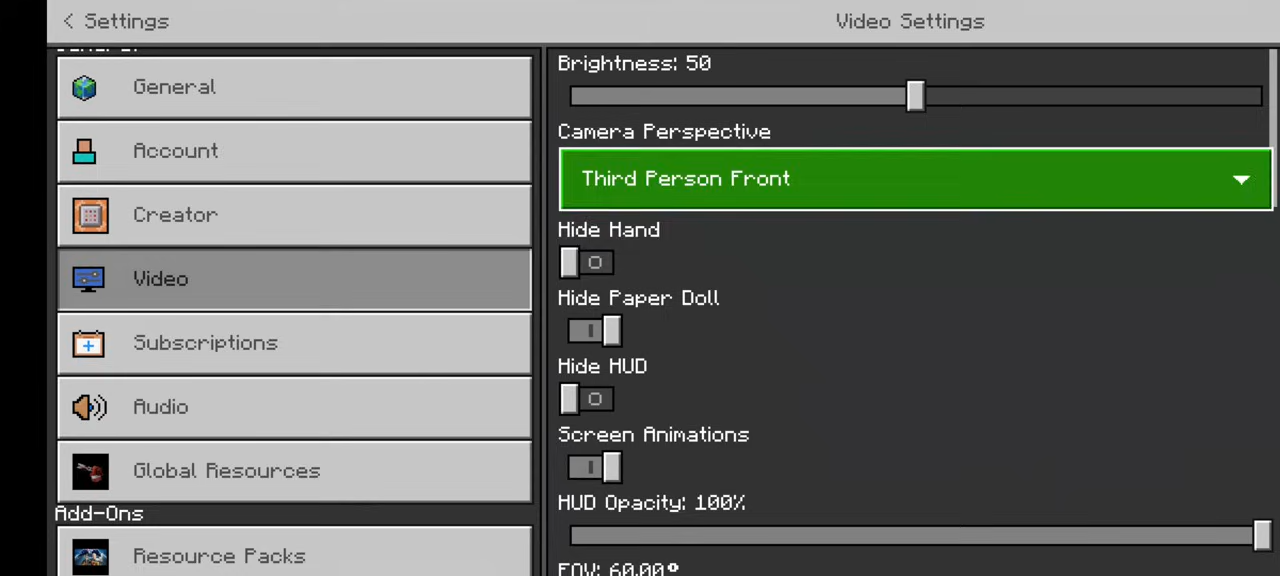 Settings
Video Settings
General
General
Account
Creator
Video
Subscriptions
Audio
Global Resources
Add-Ons
Resource Packs
Brightness: 50
Camera Perspective
Third Person Front
Hide Hand
Hide Paper Doll
Hide HUD
Screen Animations
HUD Opacity: 100%
FOV: 60.00°